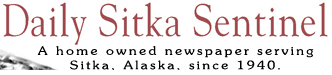 Daily Sitka Sentinel
A home owned newspaper serving
Sitka, Alaska, since 1940.